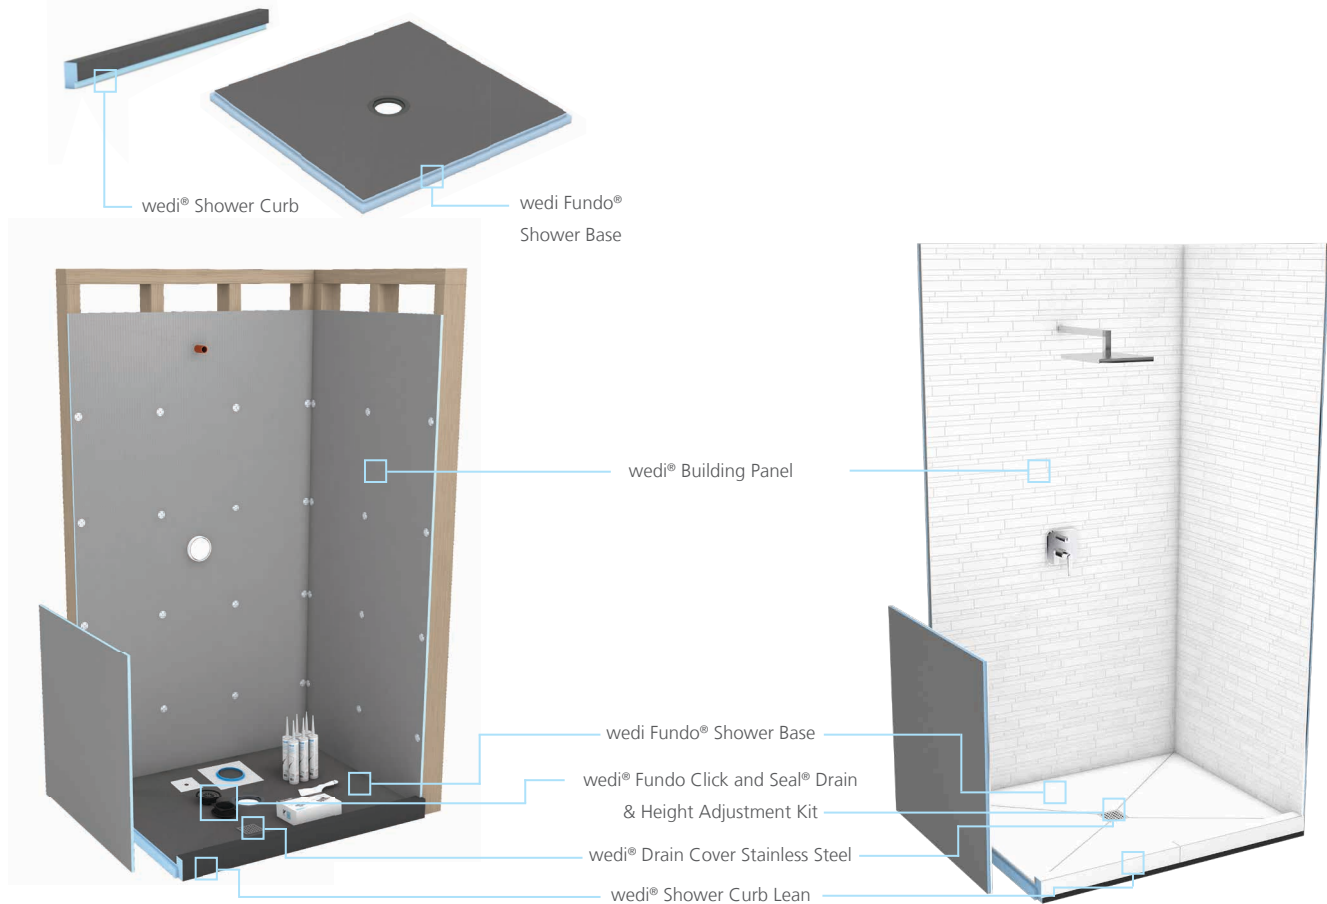 wedi® Shower Curb
wedi Fundo®
Shower Base
wedi® Building Panel
wedi Fundo® Shower Base
wedi® Fundo Click and Seal® Drain
& Height Adjustment Kit
wedi® Drain Cover Stainless Steel
wedi® Shower Curb Lean